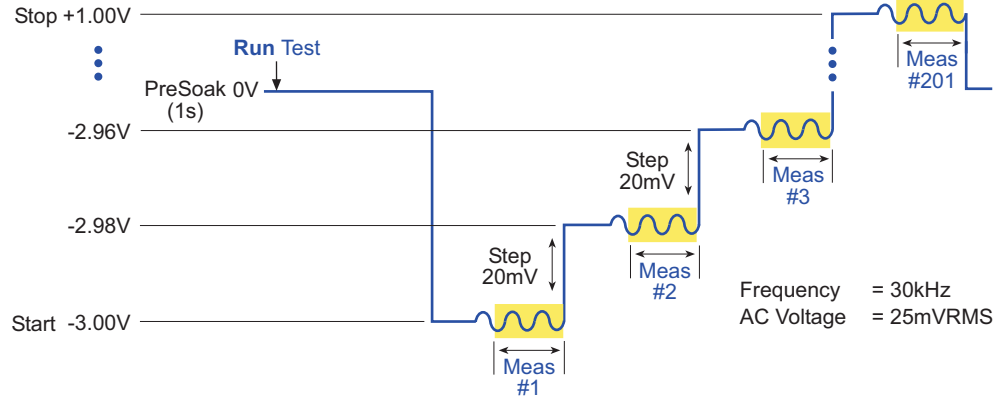 Stop +1.00V
Run Test
PreSoak 0V
(1s)
-2.96V
-2.98V
Start -3.00V
Step
20mV
Step
20mV
Meas
#1
Meas
#2
Meas
#3
Meas
#201
Frequency = 30kHz
AC Voltage = 25mVRMS